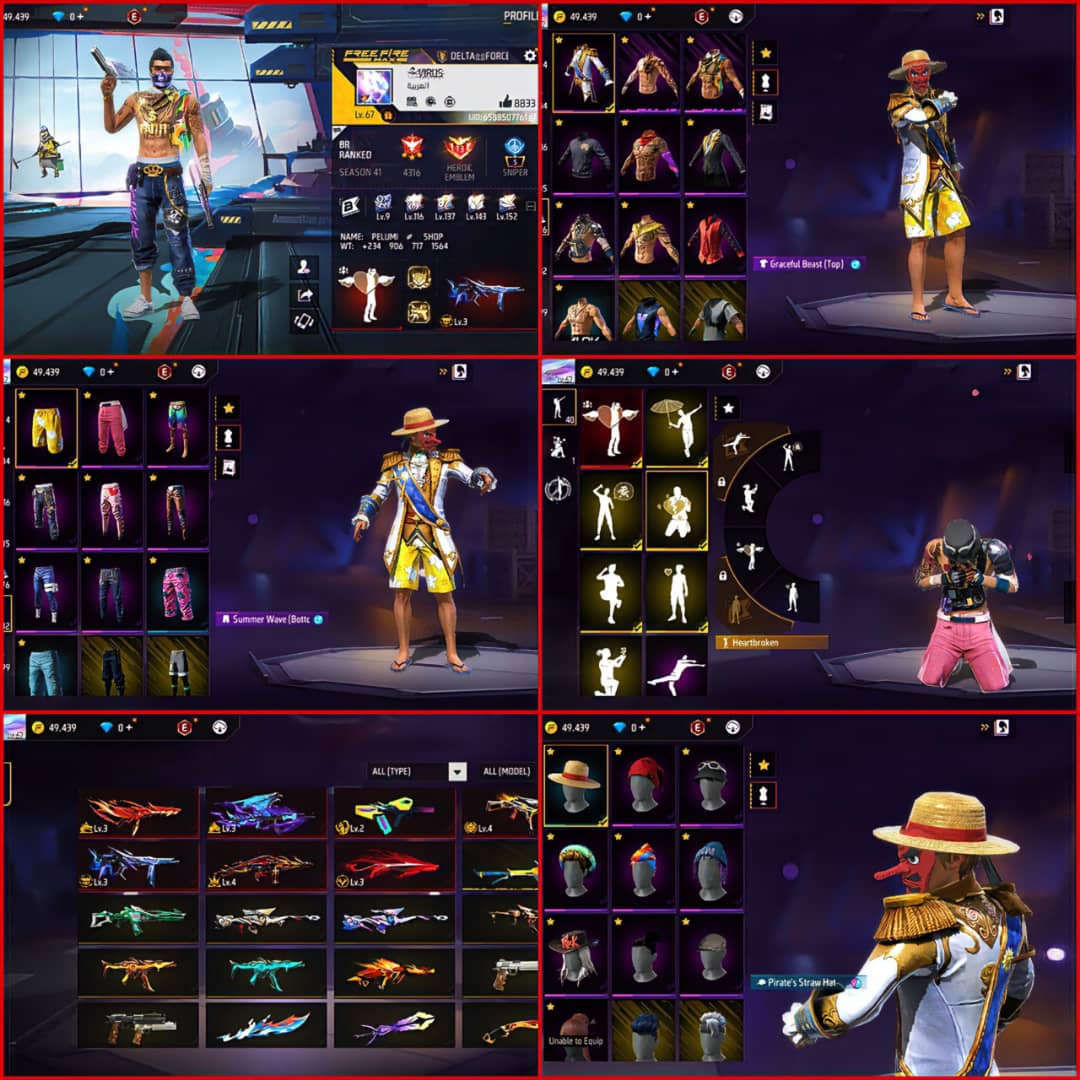 49.439 0+ E PROFIL
FREE FIRE MAX
DELTA FORCE
VIRUS
العربية
8833
Lv.67
BR RANKED
SEASON 41
4316
HEROIC EMBLEM
SNIPER
Lv.9 Lv.116 Lv.137 Lv.143 Lv.152
NAME: PELUMI SHOP
WT: +234 906 717 1564
Lv.3
49.439 0+ E
Graceful Beast (Top)
49.439 0+ E
Summer Wave (Botto
49.439 0+ E
40
1
Heartbroken
49.439 0+ E
ALL (TYPE) ALL (MODEL)
Lv.3 Lv.3 Lv.2 Lv.4
Lv.3 Lv.4 Lv.3
49.439 0+ E
Pirate's Straw Hat
Unable to Equip